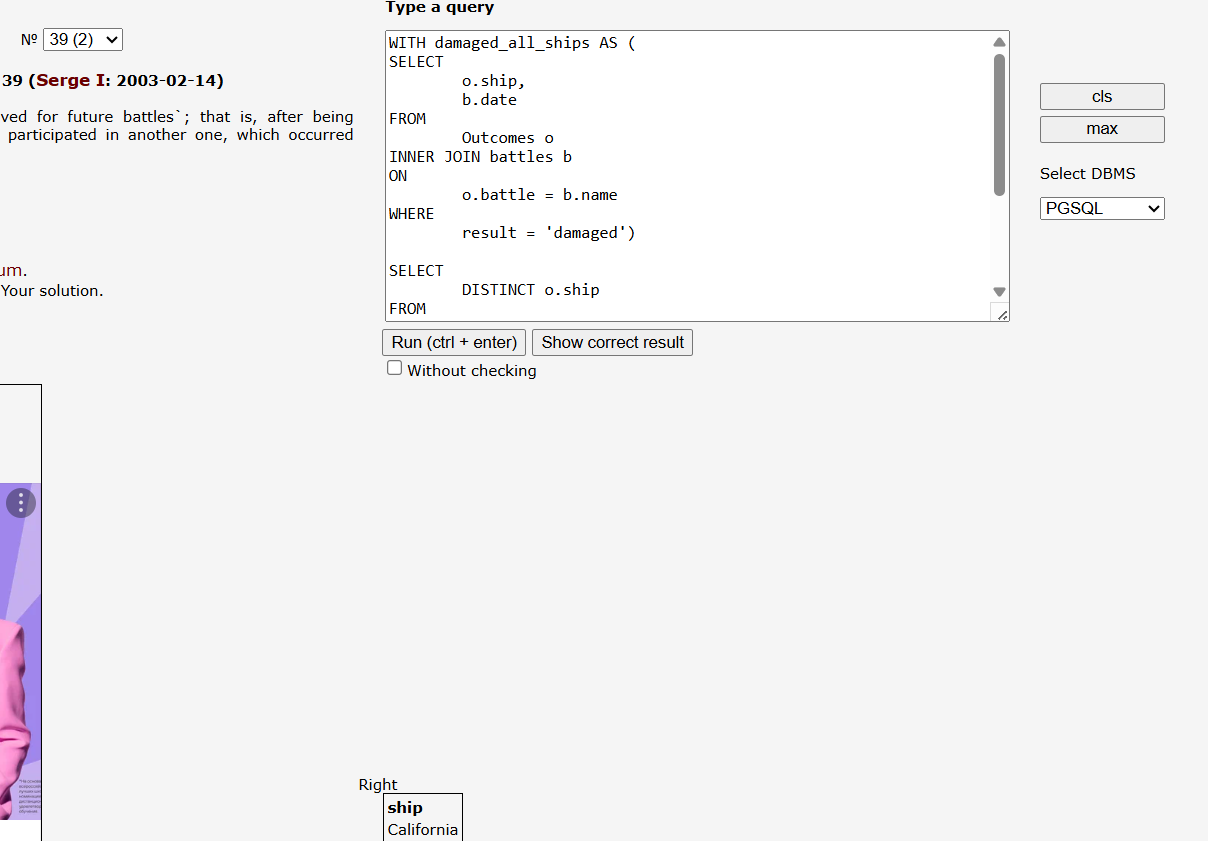 Type a query
№ 39 (2)
39 (Serge I: 2003-02-14)
ved for future battles`; that is, after being
participated in another one, which occurred
um.
Your solution.
WITH damaged_all_ships AS (
SELECT
o.ship,
b.date
FROM
Outcomes o
INNER JOIN battles b
ON
o.battle = b.name
WHERE
result = 'damaged')
SELECT
DISTINCT o.ship
FROM
cls
max
Select DBMS
PGSQL
Run (ctrl + enter)
Show correct result
Without checking
Right
ship
California